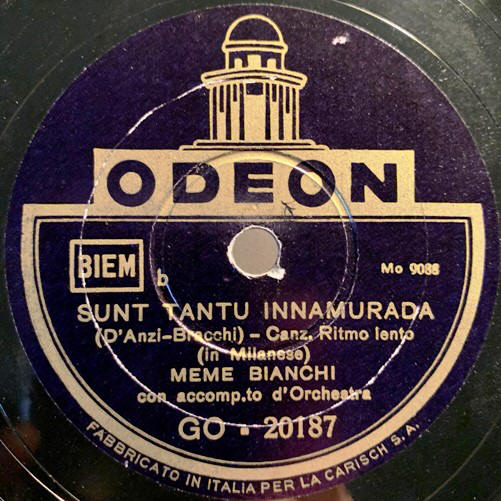 ODEON
BIEM
b
Mo 9088
SUNT TANTU INNAMURADA
(D'Anzi-Bracchi) - Canz. Ritmo lento
(in Milanese)
MEME BIANCHI
con accomp.to d'Orchestra
GO ▪ 20187
FABBRICATO IN ITALIA PER LA CARISCH S.A.